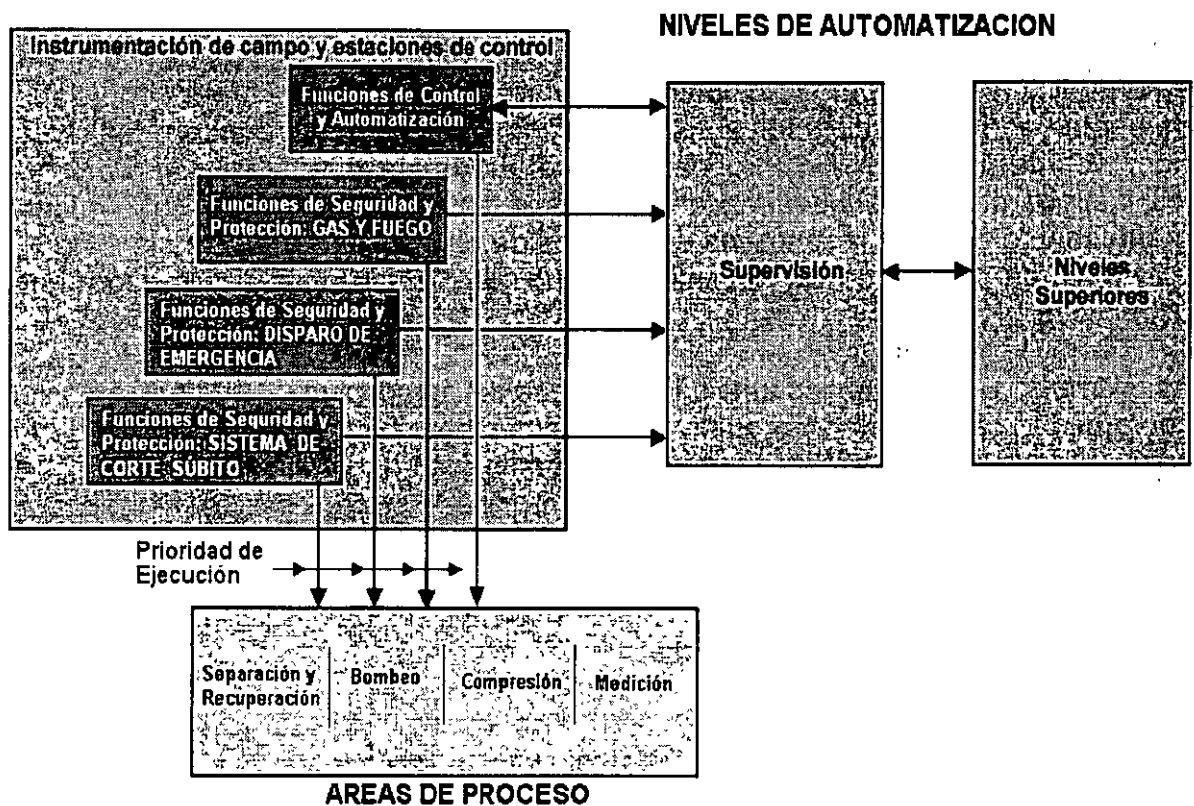 NIVELES DE AUTOMATIZACION
Instrumentación de campo y estaciones de control
Funciones de Control
y Automatización
Funciones de Seguridad y
Protección: GAS Y FUEGO
Funciones de Seguridad y
Protección: DISPARO DE
EMERGENCIA
Funciones de Seguridad y
Protección: SISTEMA DE
CORTE SUBITO
Supervisión
Niveles
Superiores
Prioridad de
Ejecución
Separación y
Recuperación
Bombeo
Compresión
Medición
AREAS DE PROCESO